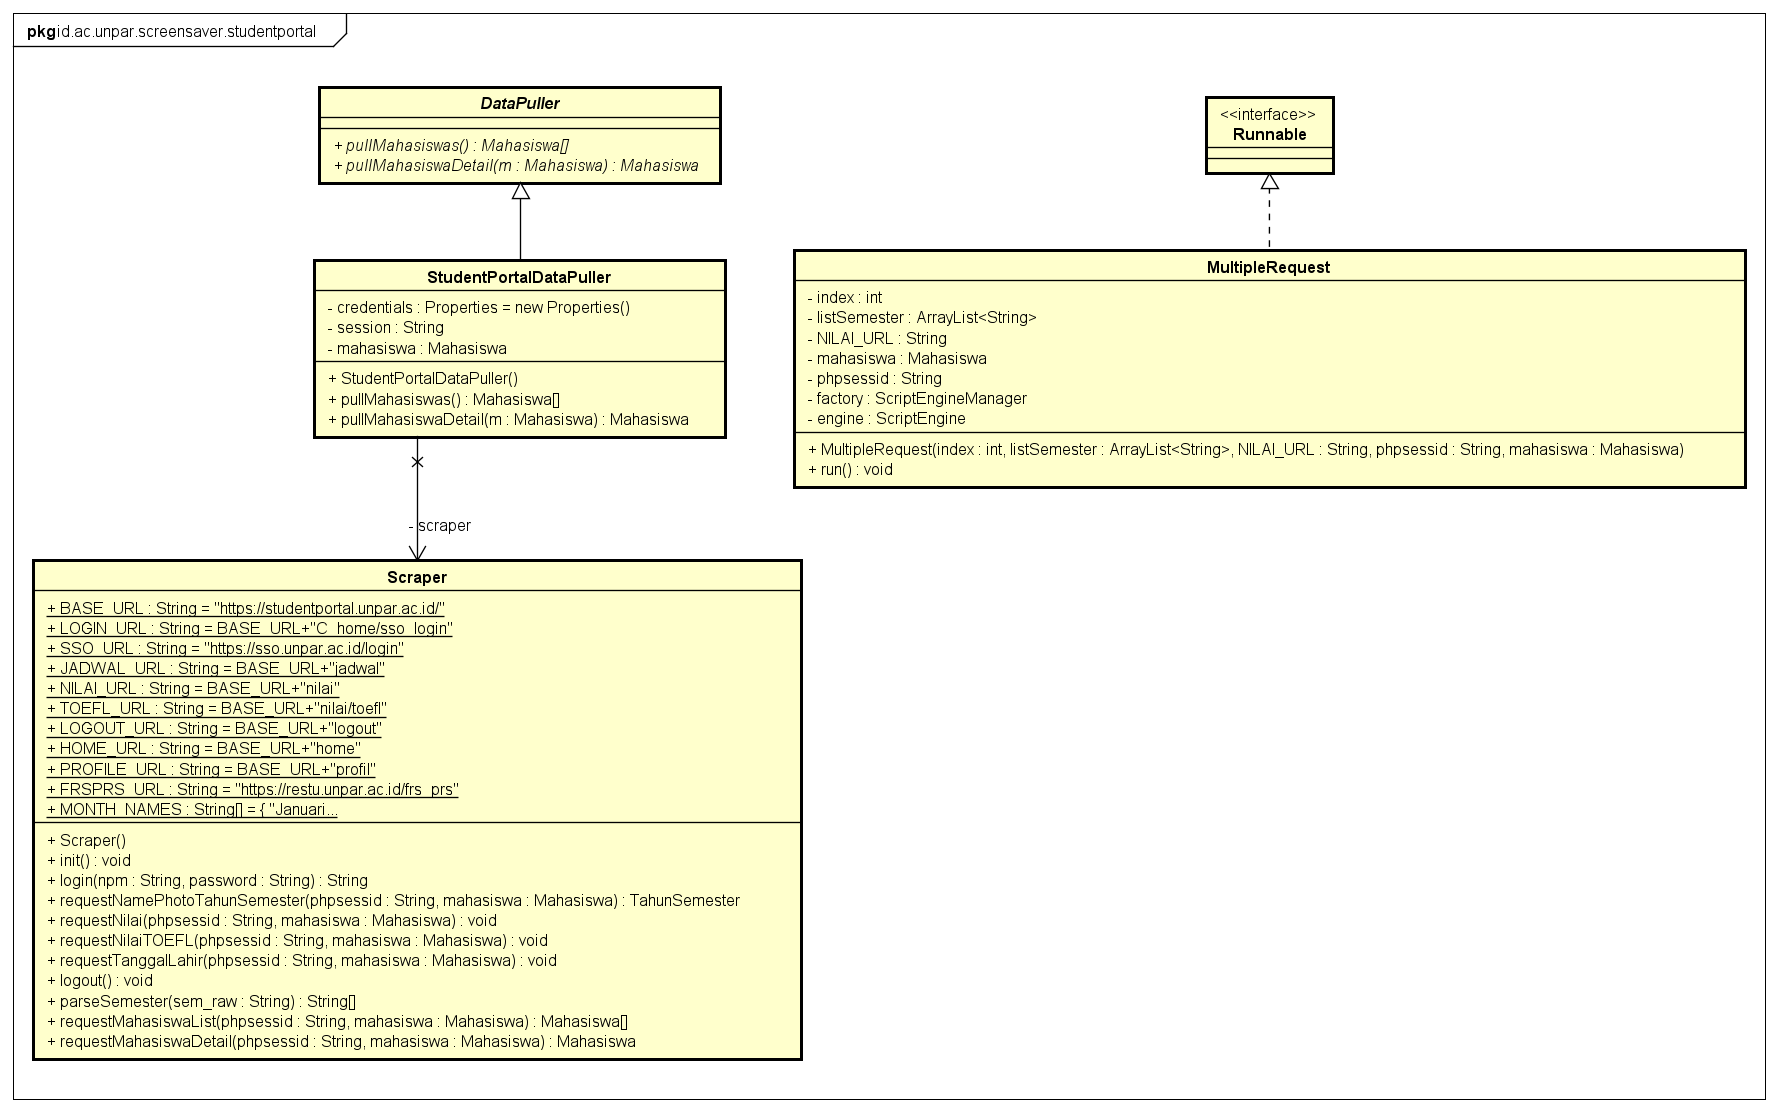 pkg id.ac.unpar.screensaver.studentportal
DataPuller
+ pullMahasiswas() : Mahasiswa[]
+ pullMahasiswaDetail(m : Mahasiswa) : Mahasiswa
<<interface>>
Runnable
StudentPortalDataPuller
- credentials : Properties = new Properties()
- session : String
- mahasiswa : Mahasiswa
+ StudentPortalDataPuller()
+ pullMahasiswas() : Mahasiswa[]
+ pullMahasiswaDetail(m : Mahasiswa) : Mahasiswa
MultipleRequest
- index : int
- listSemester : ArrayList<String>
- NILAI_URL : String
- mahasiswa : Mahasiswa
- phpsessid : String
- factory : ScriptEngineManager
- engine : ScriptEngine
+ MultipleRequest(index : int, listSemester : ArrayList<String>, NILAI_URL : String, phpsessid : String, mahasiswa : Mahasiswa)
+ run() : void
- scraper
Scraper
+ BASE_URL : String = "https://studentportal.unpar.ac.id/"
+ LOGIN_URL : String = BASE_URL+"C_home/sso_login"
+ SSO_URL : String = "https://sso.unpar.ac.id/login"
+ JADWAL_URL : String = BASE_URL+"jadwal"
+ NILAI_URL : String = BASE_URL+"nilai"
+ TOEFL_URL : String = BASE_URL+"nilai/toefl"
+ LOGOUT_URL : String = BASE_URL+"logout"
+ HOME_URL : String = BASE_URL+"home"
+ PROFILE_URL : String = BASE_URL+"profil"
+ FRSPRS_URL : String = "https://restu.unpar.ac.id/frs_prs"
+ MONTH_NAMES : String[] = { "Januari...
+ Scraper()
+ init() : void
+ login(npm : String, password : String) : String
+ requestNamePhotoTahunSemester(phpsessid : String, mahasiswa : Mahasiswa) : TahunSemester
+ requestNilai(phpsessid : String, mahasiswa : Mahasiswa) : void
+ requestNilaiTOEFL(phpsessid : String, mahasiswa : Mahasiswa) : void
+ requestTanggalLahir(phpsessid : String, mahasiswa : Mahasiswa) : void
+ logout() : void
+ parseSemester(sem_raw : String) : String[]
+ requestMahasiswaList(phpsessid : String, mahasiswa : Mahasiswa) : Mahasiswa[]
+ requestMahasiswaDetail(phpsessid : String, mahasiswa : Mahasiswa) : Mahasiswa